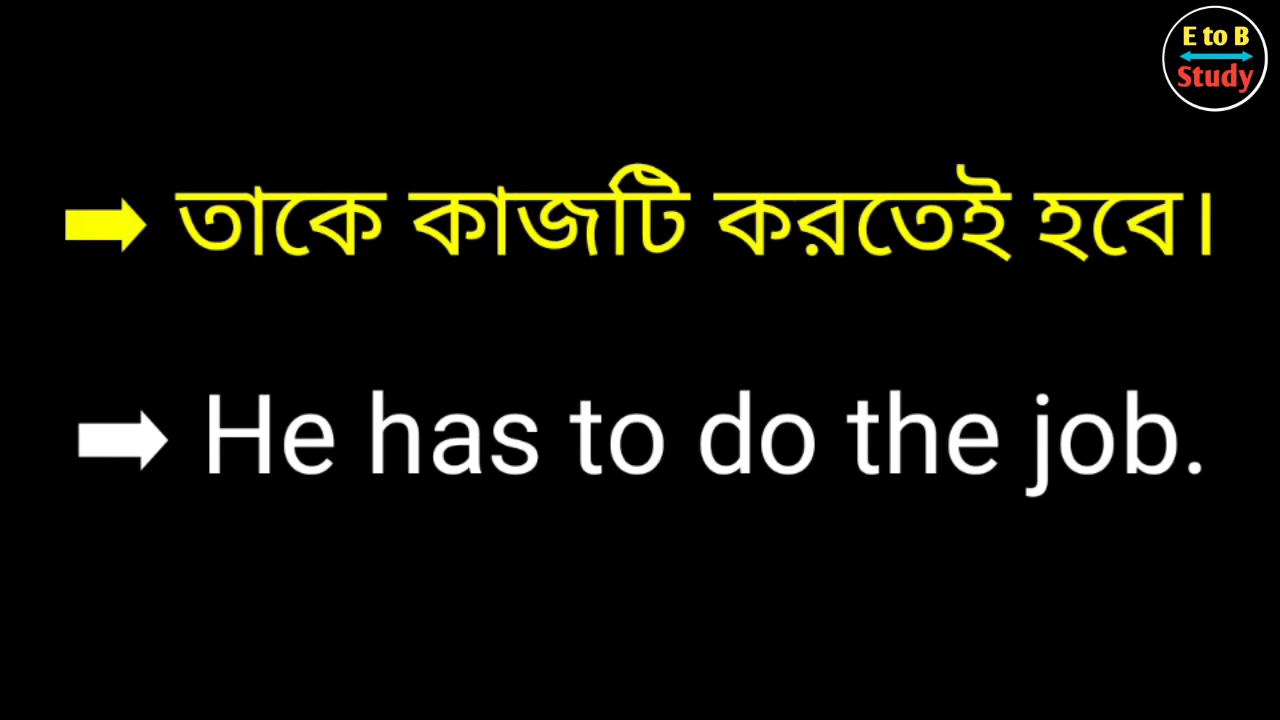 E to B
Study
➡ তাকে কাজটি করতেই হবে।
➡ He has to do the job.